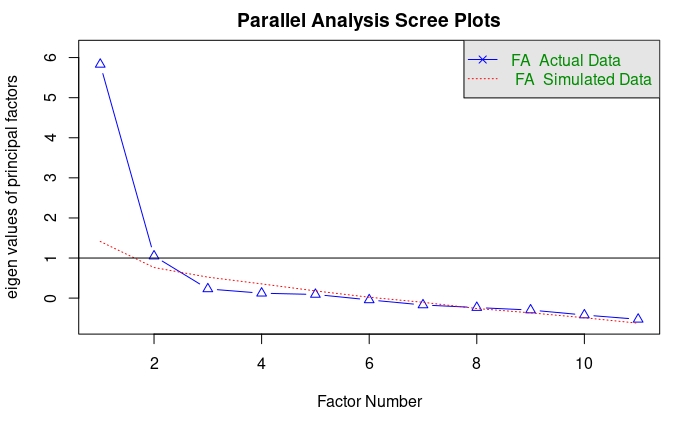 Parallel Analysis Scree Plots
FA Actual Data
FA Simulated Data
eigen values of principal factors
6
5
4
3
2
1
0
2 4 6 8 10
Factor Number